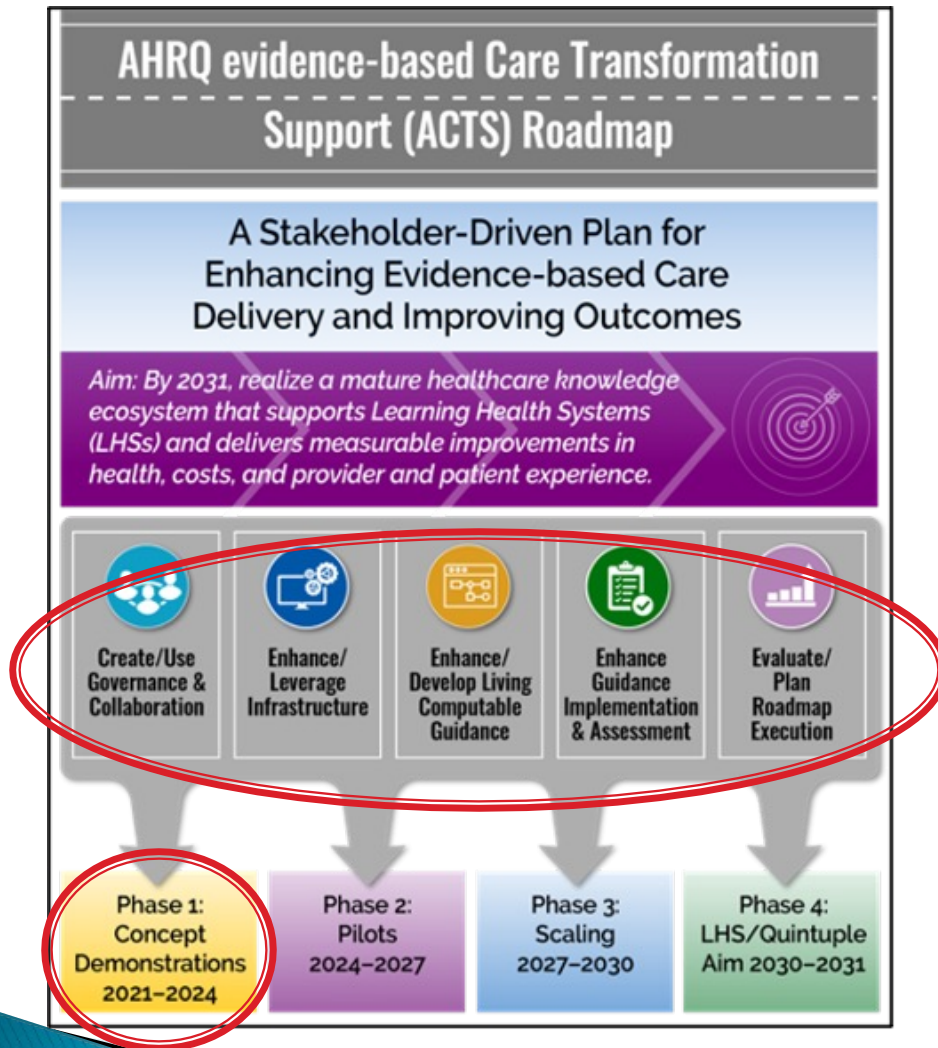 AHRQ evidence-based Care Transformation
Support (ACTS) Roadmap
A Stakeholder-Driven Plan for
Enhancing Evidence-based Care
Delivery and Improving Outcomes
Aim: By 2031, realize a mature healthcare knowledge
ecosystem that supports Learning Health Systems
(LHSs) and delivers measurable improvements in
health, costs, and provider and patient experience.
Create/Use
Governance &
Collaboration
Enhance/
Leverage
Infrastructure
Enhance/
Develop Living
Computable
Guidance
Enhance
Guidance
Implementation
& Assessment
Evaluate/
Plan
Roadmap
Execution
Phase 1:
Concept
Demonstrations
2021–2024
Phase 2:
Pilots
2024–2027
Phase 3:
Scaling
2027–2030
Phase 4:
LHS/Quintuple
Aim 2030–2031